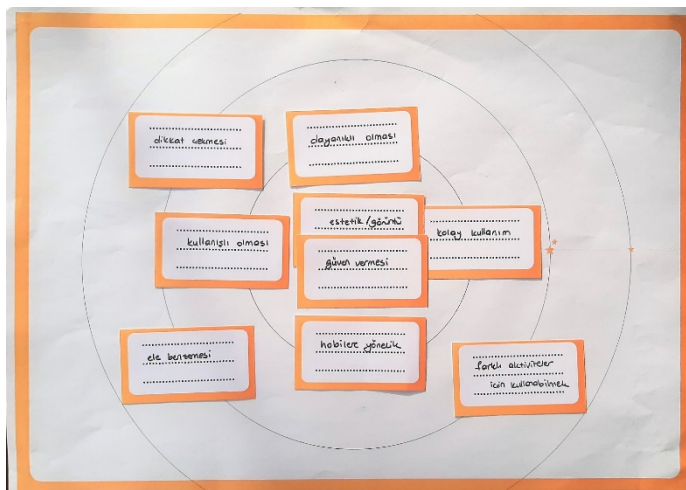 dikkat çekmesi
dayanıklı olması
estetik/görüntü
kullanışlı olması
kolay kullanım
güven vermesi
ele benzemesi
hobilere yönelik
farklı aktiviteler
için kullanabilmek